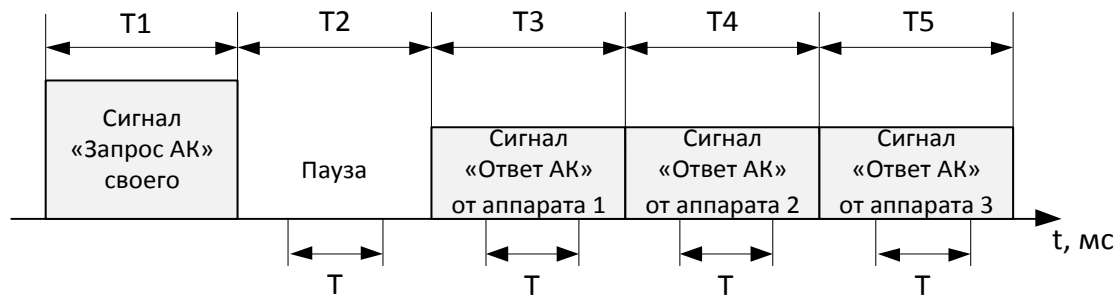 T1 T2 T3 T4 T5
Сигнал
«Запрос АК»
своего
Пауза
Сигнал
«Ответ АК»
от аппарата 1
Сигнал
«Ответ АК»
от аппарата 2
Сигнал
«Ответ АК»
от аппарата 3
t, мс
T T T T